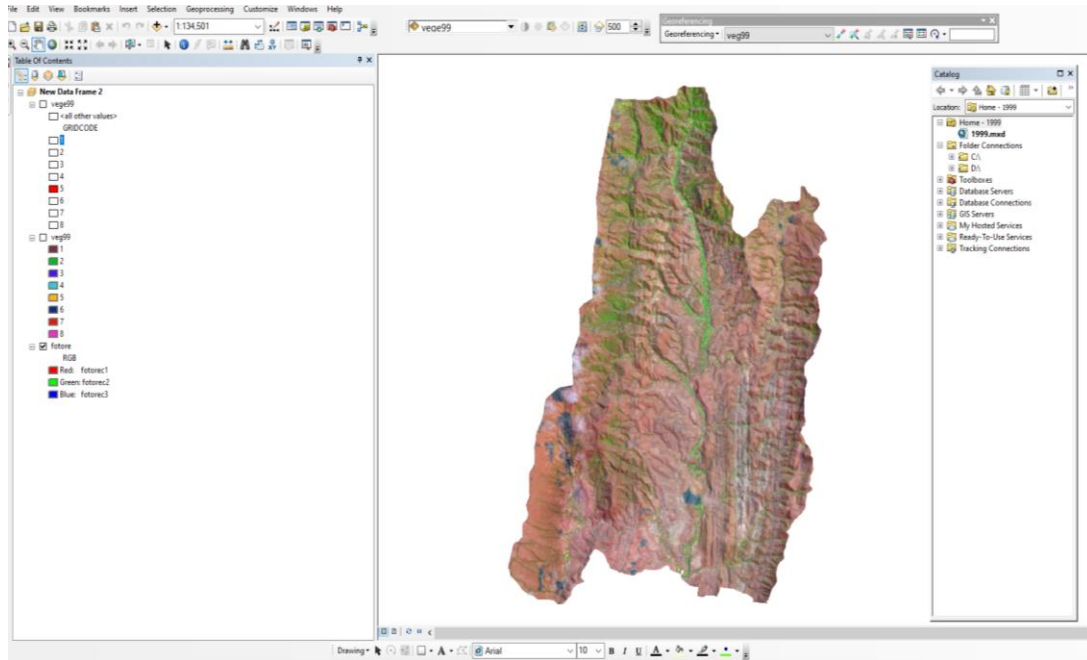 File Edit View Bookmarks Insert Selection Geoprocessing Customize Windows Help
1:134,501
vege99
500
Georeferencing
Georeferencing
veg99
Table Of Contents
New Data Frame 2
vege99
<all other values>
GRIDCODE
1
2
3
4
5
6
7
8
veg99
1
2
3
4
5
6
7
8
fotore
RGB
Red: fotorec1
Green: fotorec2
Blue: fotorec3
Catalog
Location: Home - 1999
Home - 1999
1999.mxd
Folder Connections
C:\
D:\
Toolboxes
Database Servers
Database Connections
GIS Servers
My Hosted Services
Ready-To-Use Services
Tracking Connections
Drawing
A
Arial
10
B I U A